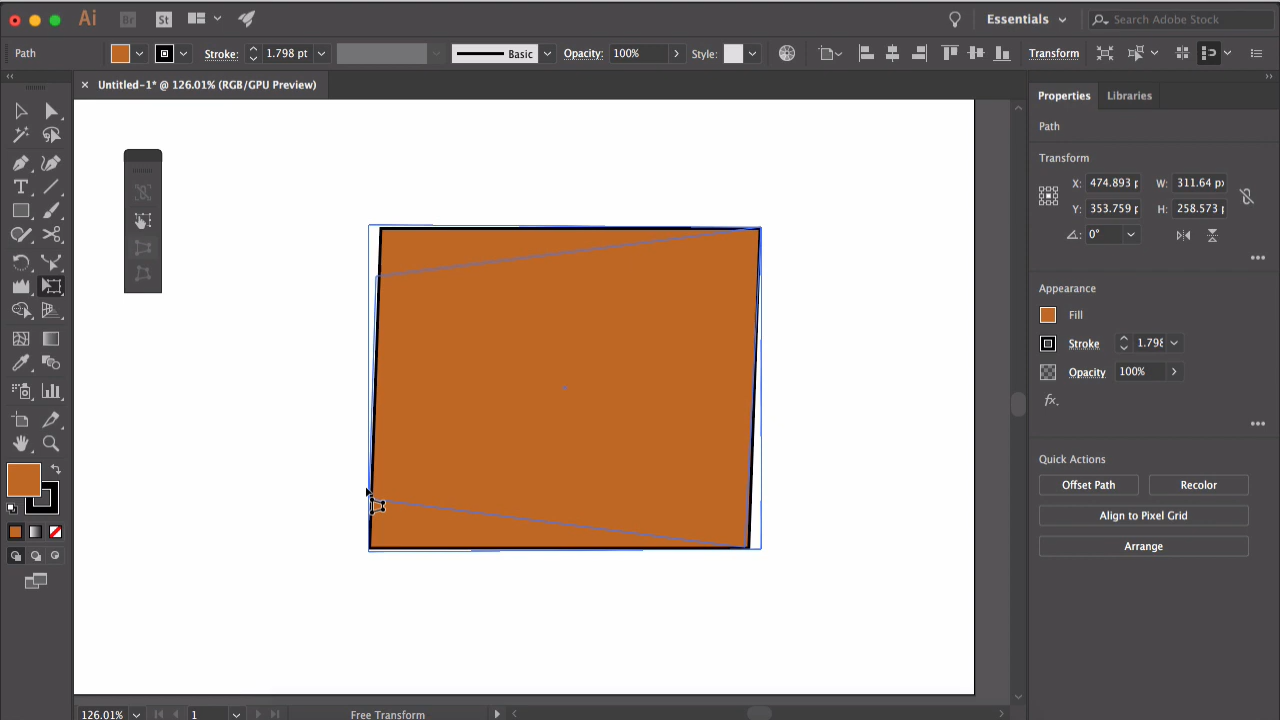 Ai Br St Essentials Search Adobe Stock
Path Stroke: 1.798 pt Basic Opacity: 100% Style: Transform
Untitled-1* @ 126.01% (RGB/GPU Preview)
Properties Libraries
Path
Transform
X: 474.893 p W: 311.64 px
Y: 353.759 p H: 258.573 p
0°
Appearance
Fill
Stroke 1.798
Opacity 100%
fx.
Quick Actions
Offset Path Recolor
Align to Pixel Grid
Arrange
126.01% 1 Free Transform